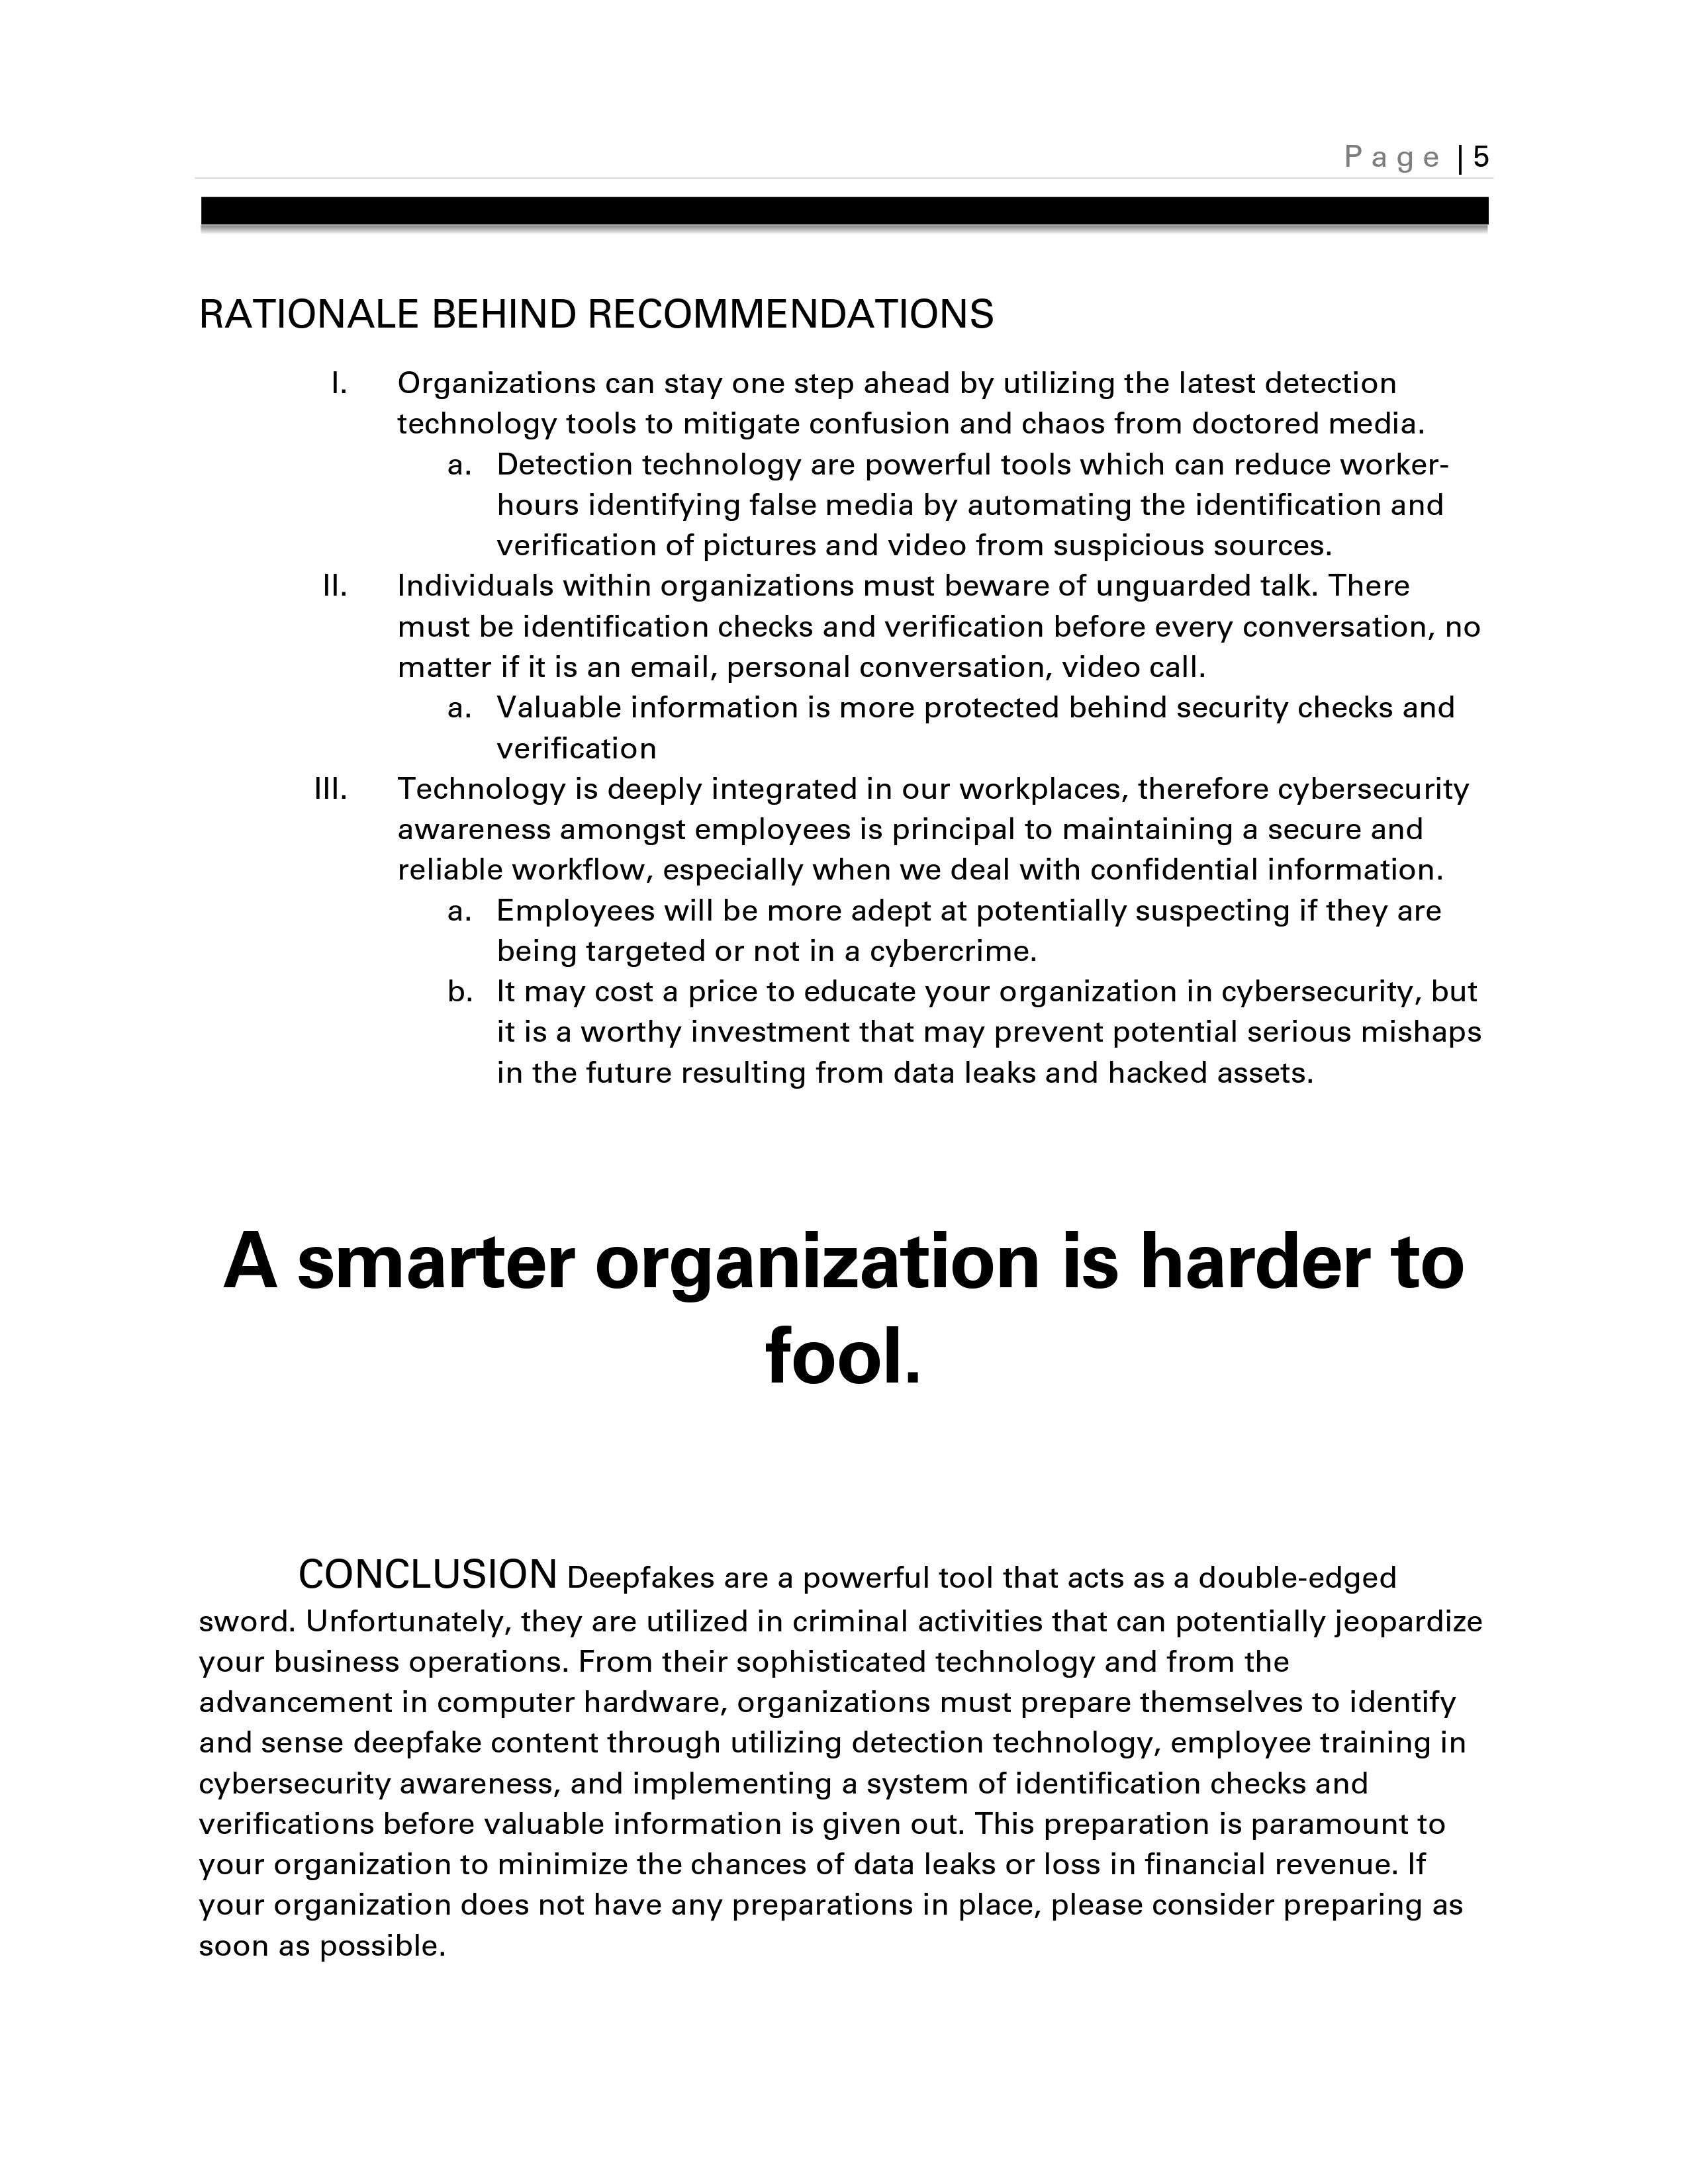 Page | 5
RATIONALE BEHIND RECOMMENDATIONS
I. Organizations can stay one step ahead by utilizing the latest detection
technology tools to mitigate confusion and chaos from doctored media.
a. Detection technology are powerful tools which can reduce worker-
hours identifying false media by automating the identification and
verification of pictures and video from suspicious sources.
II. Individuals within organizations must beware of unguarded talk. There
must be identification checks and verification before every conversation, no
matter if it is an email, personal conversation, video call.
a. Valuable information is more protected behind security checks and
verification
III. Technology is deeply integrated in our workplaces, therefore cybersecurity
awareness amongst employees is principal to maintaining a secure and
reliable workflow, especially when we deal with confidential information.
a. Employees will be more adept at potentially suspecting if they are
being targeted or not in a cybercrime.
b. It may cost a price to educate your organization in cybersecurity, but
it is a worthy investment that may prevent potential serious mishaps
in the future resulting from data leaks and hacked assets.
A smarter organization is harder to
fool.
CONCLUSION Deepfakes are a powerful tool that acts as a double-edged
sword. Unfortunately, they are utilized in criminal activities that can potentially jeopardize
your business operations. From their sophisticated technology and from the
advancement in computer hardware, organizations must prepare themselves to identify
and sense deepfake content through utilizing detection technology, employee training in
cybersecurity awareness, and implementing a system of identification checks and
verifications before valuable information is given out. This preparation is paramount to
your organization to minimize the chances of data leaks or loss in financial revenue. If
your organization does not have any preparations in place, please consider preparing as
soon as possible.